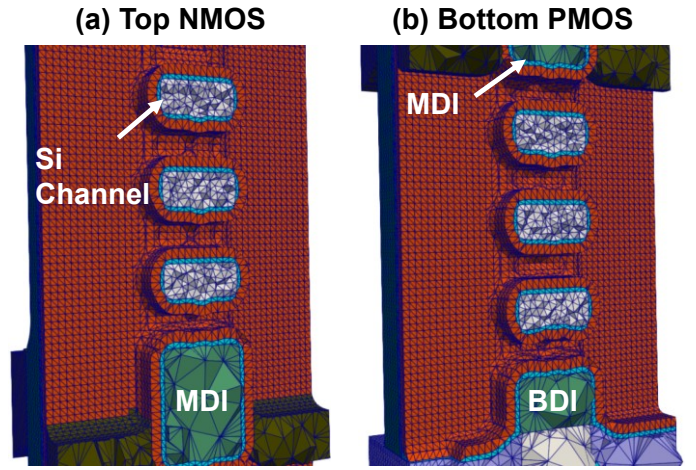 (a) Top NMOS
(b) Bottom PMOS
Si
Channel
MDI
MDI
BDI